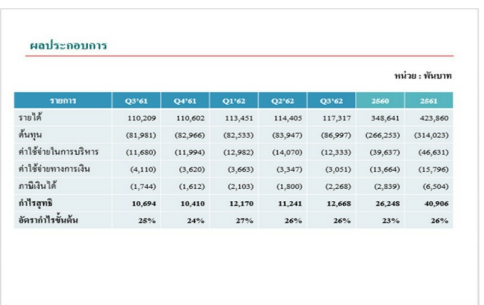 ผลประกอบการ
หน่วย : พันบาท
รายการ Q3'61 Q4'61 Q1'62 Q2'62 Q3'62 2560 2561
รายได้ 110,209 110,602 113,451 114,405 117,317 348,641 423,860
ต้นทุน (81,981) (82,966) (82,533) (83,947) (86,997) (266,253) (314,023)
ค่าใช้จ่ายในการบริหาร (11,680) (11,994) (12,982) (14,070) (12,333) (39,637) (46,631)
ค่าใช้จ่ายทางการเงิน (4,110) (3,620) (3,663) (3,347) (3,051) (13,664) (15,796)
ภาษีเงินได้ (1,744) (1,612) (2,103) (1,800) (2,268) (2,839) (6,504)
กำไรสุทธิ 10,694 10,410 12,170 11,241 12,668 26,248 40,906
อัตรากำไรขั้นต้น 25% 24% 27% 26% 26% 23% 26%